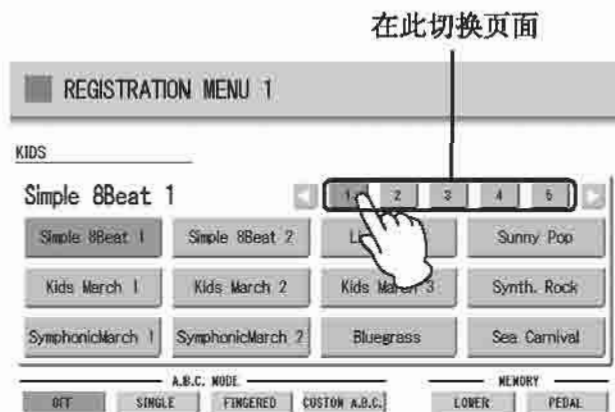 在此切换页面
REGISTRATION MENU 1
KIDS
Simple 8Beat 1
1 2 3 4 5
Simple 8Beat 1 Simple 8Beat 2 Sunny Pop
Kids March 1 Kids March 2 Kids March 3 Synth. Rock
SymphonicMarch 1 SymphonicMarch 2 Bluegrass Sea Carnival
A.B.C. MODE MEMORY
OFF SINGLE FINGERED CUSTOM A.B.C. LOWER PEDAL